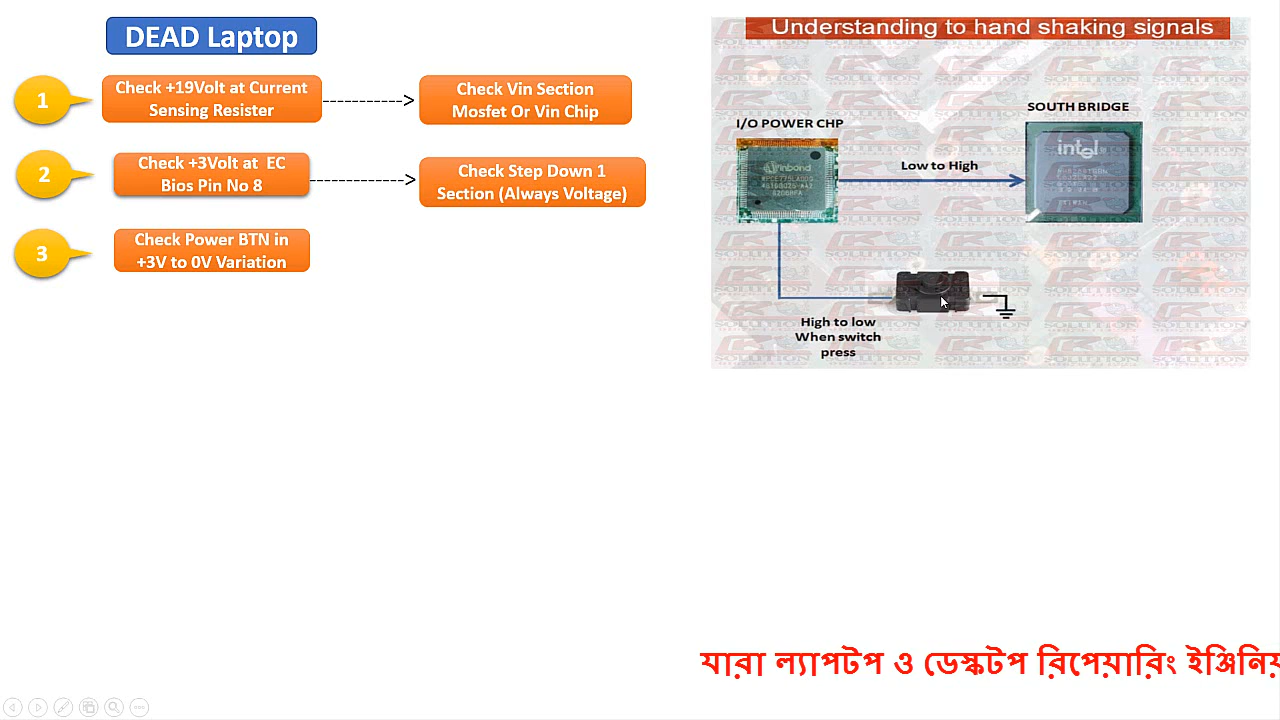 DEAD Laptop
1
Check +19Volt at Current
Sensing Resister
Check Vin Section
Mosfet Or Vin Chip
2
Check +3Volt at EC
Bios Pin No 8
Check Step Down 1
Section (Always Voltage)
3
Check Power BTN in
+3V to 0V Variation
Understanding to hand shaking signals
SOUTH BRIDGE
I/O POWER CHP
intel
winbond
Low to High
High to low
When switch
press
যারা ল্যাপটপ ও ডেস্কটপ রিপেয়ারিং ইঞ্জিনিয়